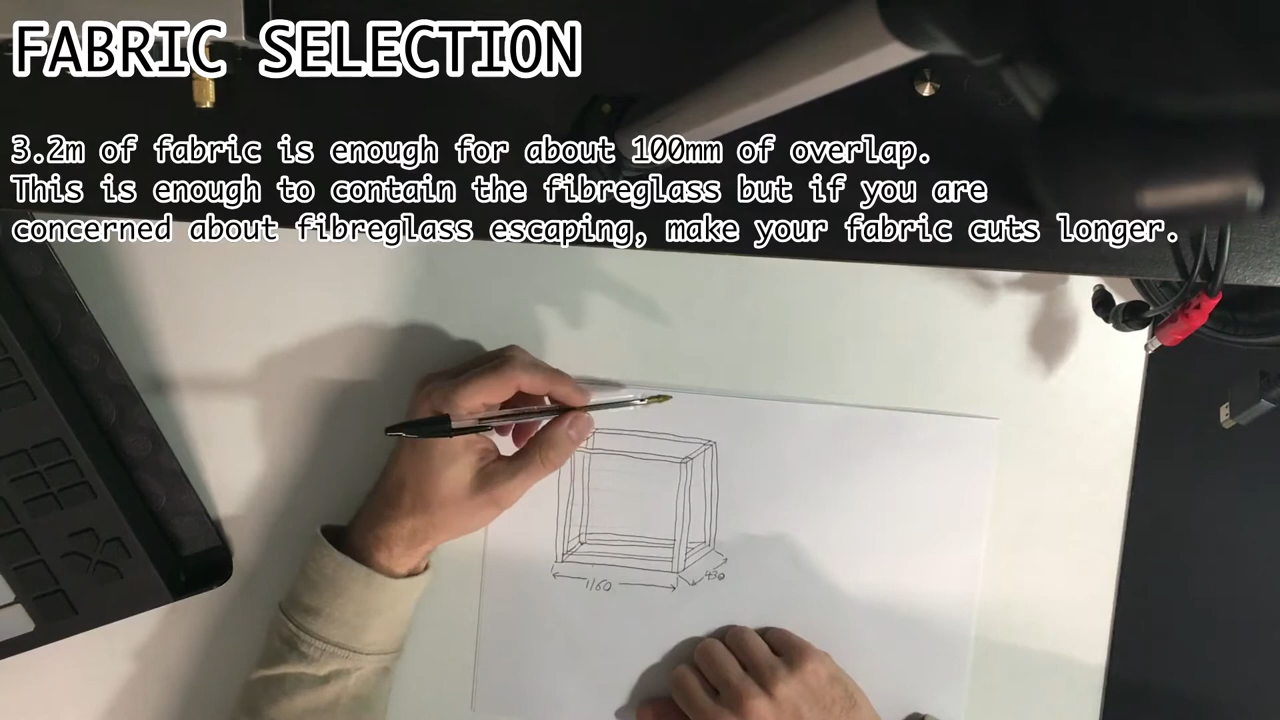 FABRIC SELECTION
3.2m of fabric is enough for about 100mm of overlap.
This is enough to contain the fibreglass but if you are
concerned about fibreglass escaping, make your fabric cuts longer.
1160
430